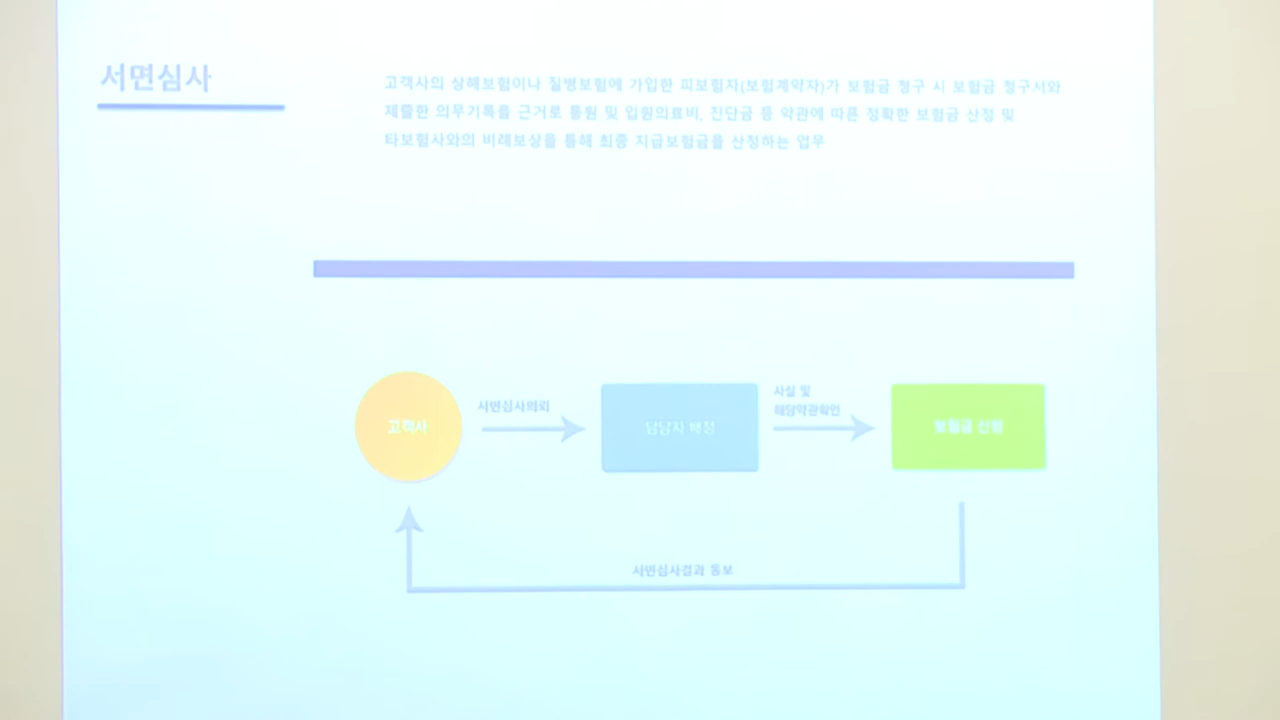 서면심사
고객사의 상해보험이나 질병보험에 가입한 피보험자(보험계약자)가 보험금 청구 시 보험금 청구서와
제출한 의무기록을 근거로 통원 및 입원의료비, 진단금 등 약관에 따른 정확한 보험금 산정 및
타보험사와의 비례보상을 통해 최종 지급보험금을 산정하는 업무
고객사
서면심사의뢰
담당자 배정
사실 및
해당약관확인
보험금 산정
서면심사결과 통보